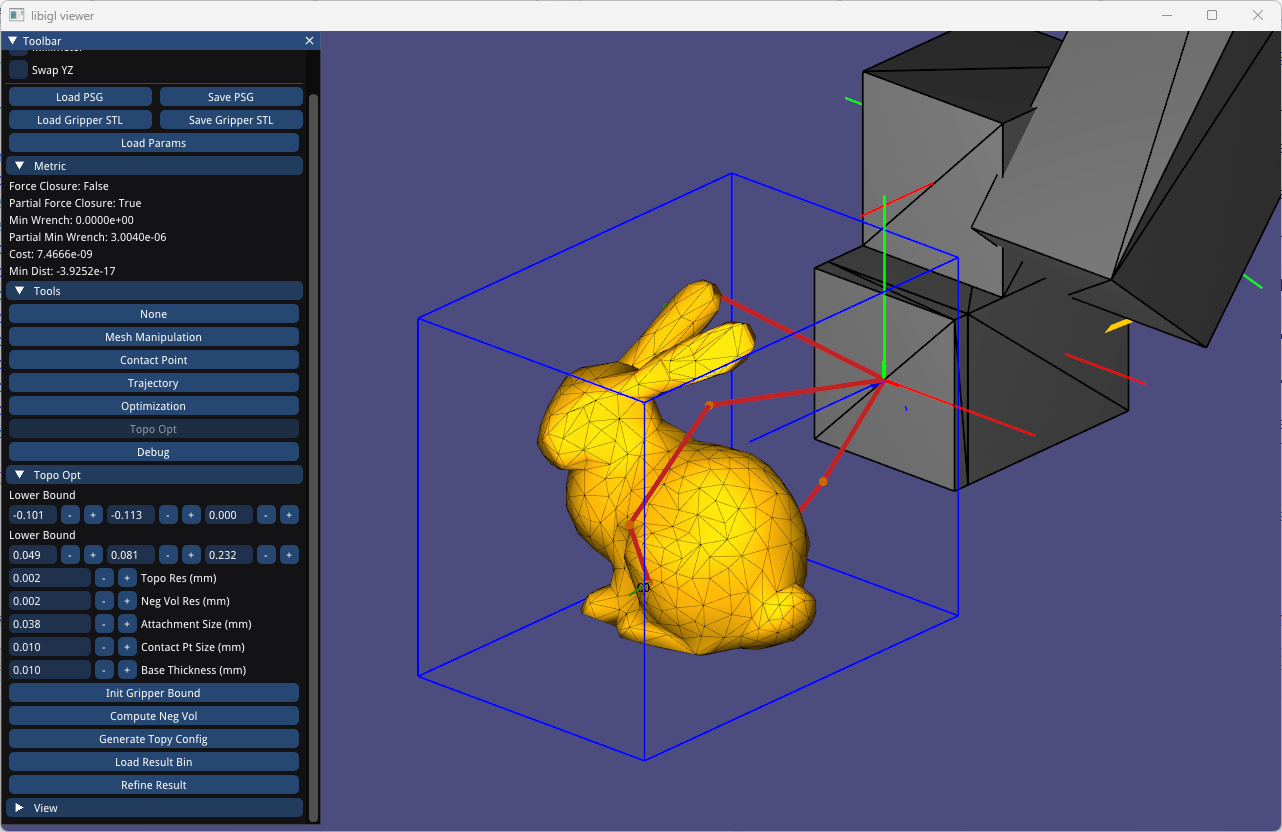 libigl viewer
Toolbar
Swap YZ
Load PSG Save PSG
Load Gripper STL Save Gripper STL
Load Params
Metric
Force Closure: False
Partial Force Closure: True
Min Wrench: 0.0000e+00
Partial Min Wrench: 3.0040e-06
Cost: 7.4666e-09
Min Dist: -3.9252e-17
Tools
None
Mesh Manipulation
Contact Point
Trajectory
Optimization
Topo Opt
Debug
Topo Opt
Lower Bound
-0.101 - + -0.113 - + 0.000 - +
Lower Bound
0.049 - + 0.081 - + 0.232 - +
0.002 - + Topo Res (mm)
0.002 - + Neg Vol Res (mm)
0.038 - + Attachment Size (mm)
0.010 - + Contact Pt Size (mm)
0.010 - + Base Thickness (mm)
Init Gripper Bound
Compute Neg Vol
Generate Topy Config
Load Result Bin
Refine Result
View